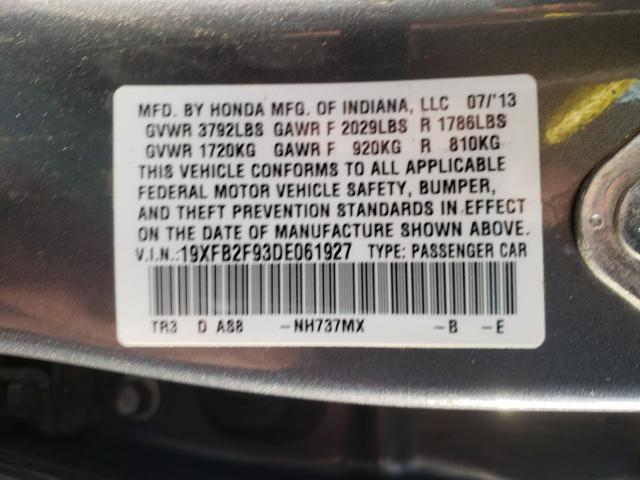 MFD. BY HONDA MFG. OF INDIANA, LLC 07/'13
GVWR 3792LBS GAWR F 2029LBS R 1786LBS
GVWR 1720KG GAWR F 920KG R 810KG
THIS VEHICLE CONFORMS TO ALL APPLICABLE
FEDERAL MOTOR VEHICLE SAFETY, BUMPER,
AND THEFT PREVENTION STANDARDS IN EFFECT
ON THE DATE OF MANUFACTURE SHOWN ABOVE.
V.I.N.:19XFB2F93DE061927 TYPE: PASSENGER CAR
TR3 D A88 -NH737MX -B -E